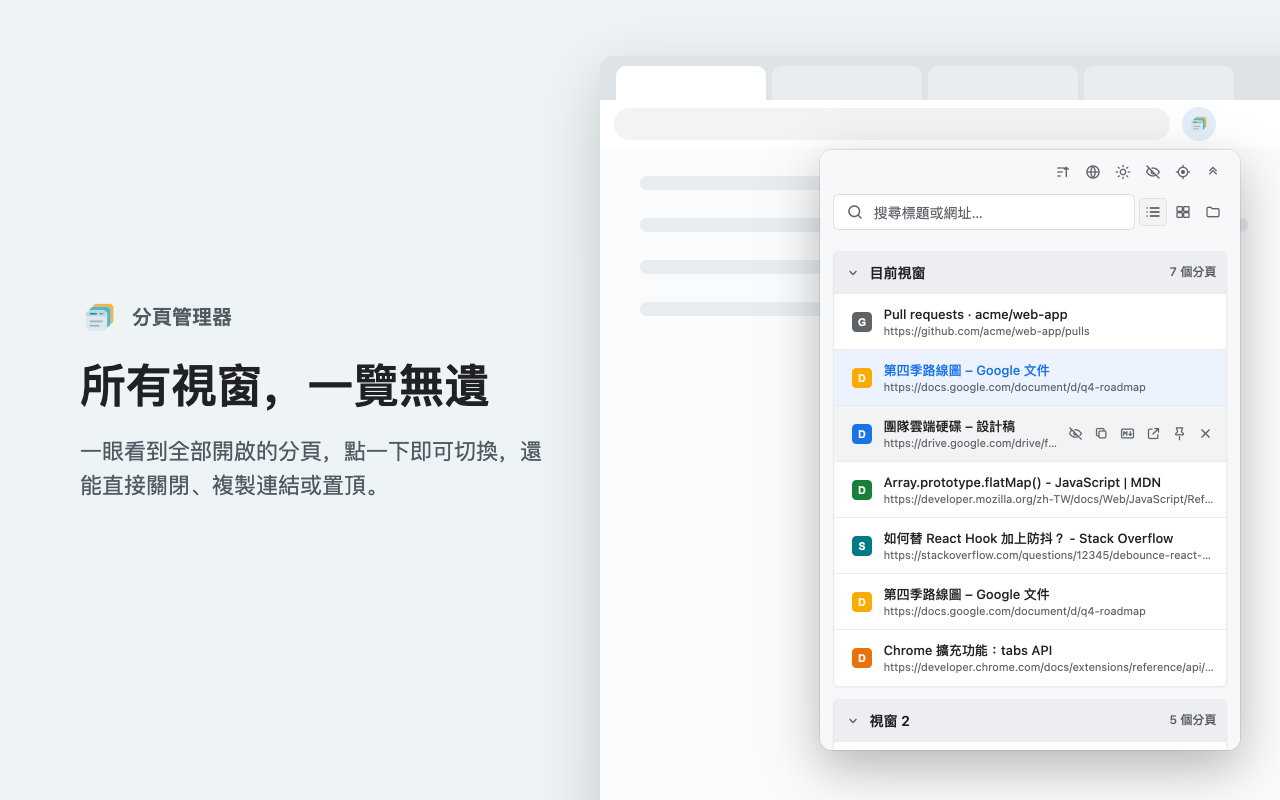 分頁管理器
所有視窗，一覽無遺
一眼看到全部開啟的分頁，點一下即可切換，還
能直接關閉、複製連結或置頂。
搜尋標題或網址...
目前視窗
7 個分頁
G
Pull requests · acme/web-app
https://github.com/acme/web-app/pulls
D
第四季路線圖 – Google 文件
https://docs.google.com/document/d/q4-roadmap
D
團隊雲端硬碟 – 設計稿
https://drive.google.com/drive/f...
D
Array.prototype.flatMap() - JavaScript | MDN
https://developer.mozilla.org/zh-TW/docs/Web/JavaScript/Ref...
S
如何替 React Hook 加上防抖？ - Stack Overflow
https://stackoverflow.com/questions/12345/debounce-react-...
D
第四季路線圖 – Google 文件
https://docs.google.com/document/d/q4-roadmap
D
Chrome 擴充功能：tabs API
https://developer.chrome.com/docs/extensions/reference/api/...
視窗 2
5 個分頁